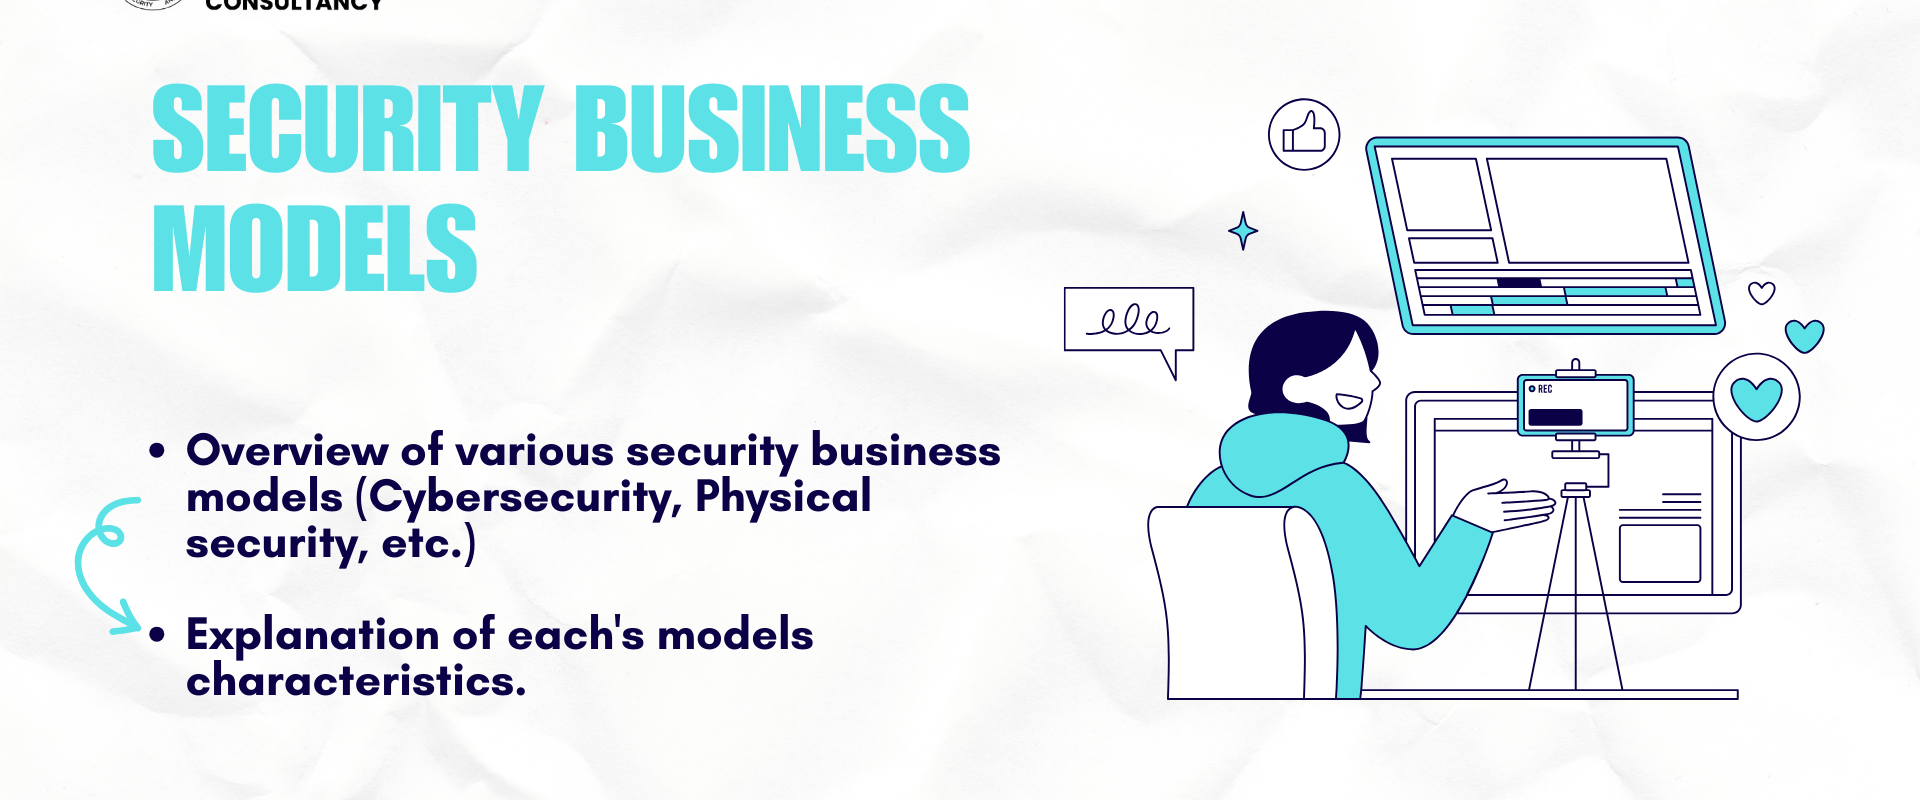 CONSULTANCY
SECURITY BUSINESS
MODELS
• Overview of various security business
models (Cybersecurity, Physical
security, etc.)
• Explanation of each's models
characteristics.
REC